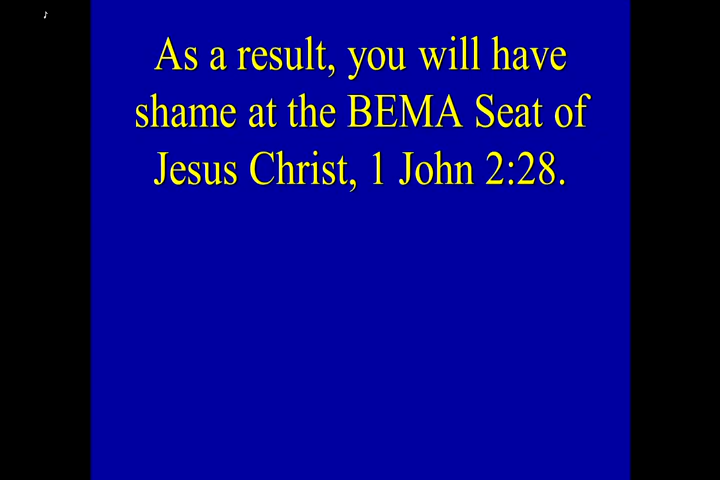 ♪
As a result, you will have
shame at the BEMA Seat of
Jesus Christ, 1 John 2:28.